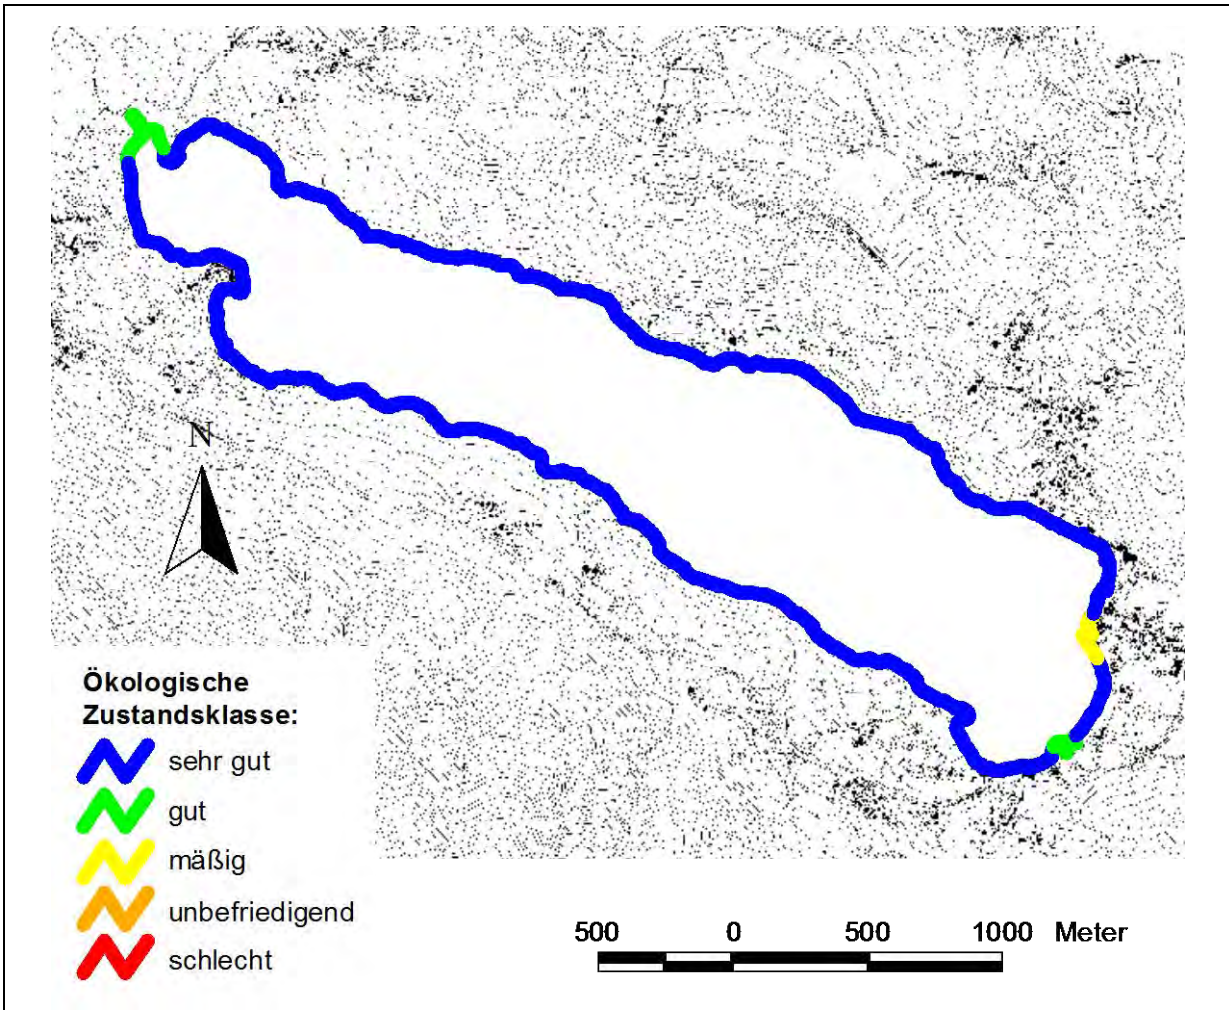 N
Ökologische
Zustandsklasse:
sehr gut
gut
mäßig
unbefriedigend
schlecht
500 0 500 1000 Meter